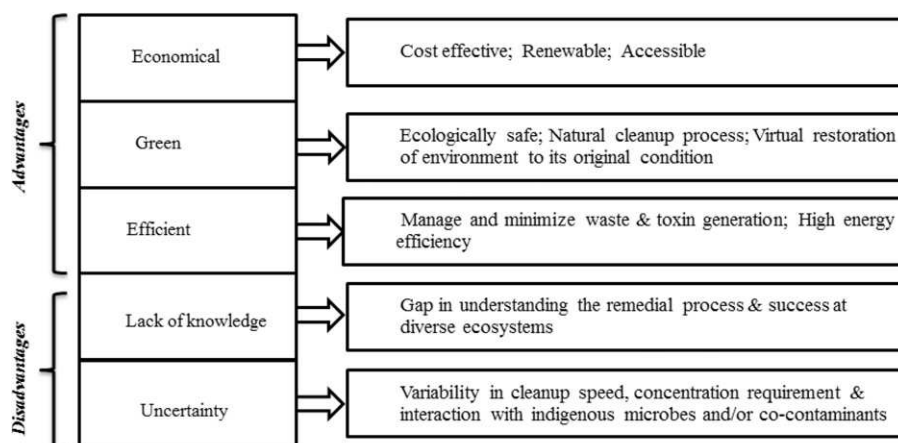 Advantages
Economical
Cost effective; Renewable; Accessible
Green
Ecologically safe; Natural cleanup process; Virtual restoration
of environment to its original condition
Efficient
Manage and minimize waste & toxin generation; High energy
efficiency
Disadvantages
Lack of knowledge
Gap in understanding the remedial process & success at
diverse ecosystems
Uncertainty
Variability in cleanup speed, concentration requirement &
interaction with indigenous microbes and/or co-contaminants